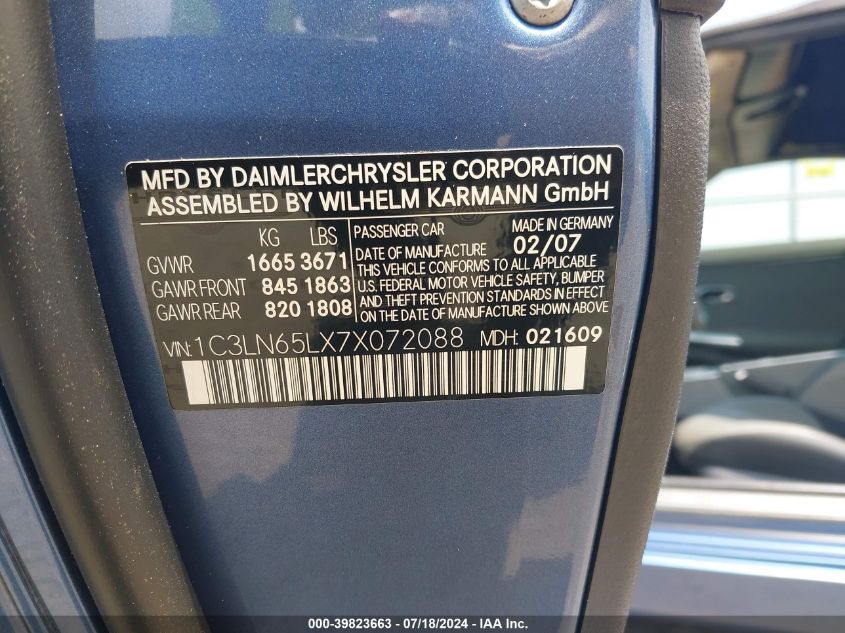 MFD BY DAIMLERCHRYSLER CORPORATION
ASSEMBLED BY WILHELM KARMANN GmbH
KG LBS
GVWR 1665 3671
GAWR FRONT 845 1863
GAWR REAR 820 1808
PASSENGER CAR MADE IN GERMANY
DATE OF MANUFACTURE 02/07
THIS VEHICLE CONFORMS TO ALL APPLICABLE
U.S. FEDERAL MOTOR VEHICLE SAFETY, BUMPER
AND THEFT PREVENTION STANDARDS IN EFFECT
ON THE DATE OF MANUFACTURE SHOWN ABOVE
VIN: 1C3LN65LX7X072088 MDH: 021609
000-39823663 - 07/18/2024 - IAA Inc.